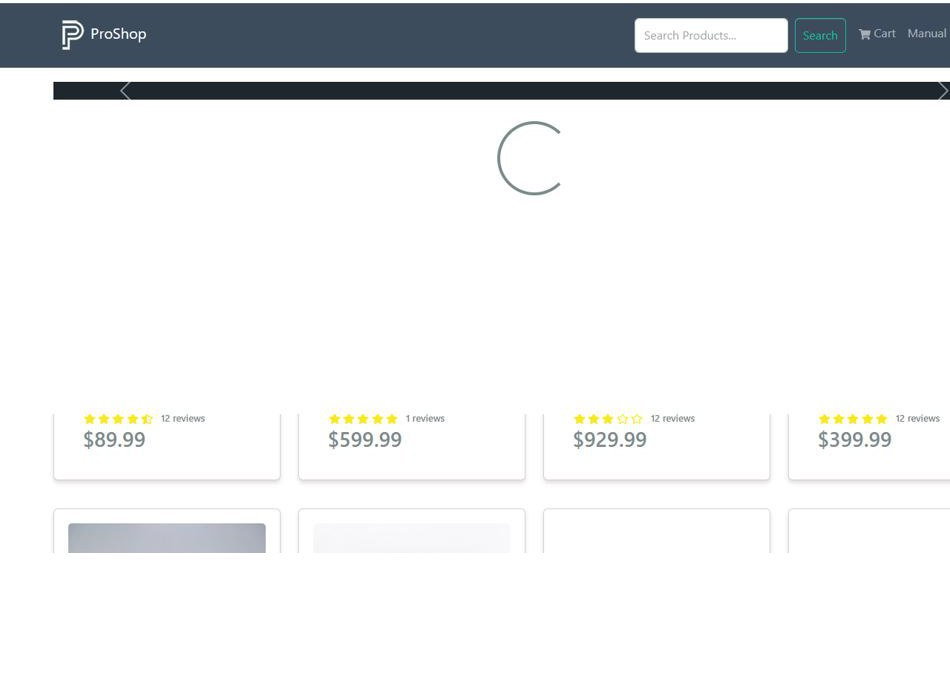 ProShop
Search Products...
Search
Cart
Manual
12 reviews
1 reviews
12 reviews
12 reviews
$89.99
$599.99
$929.99
$399.99